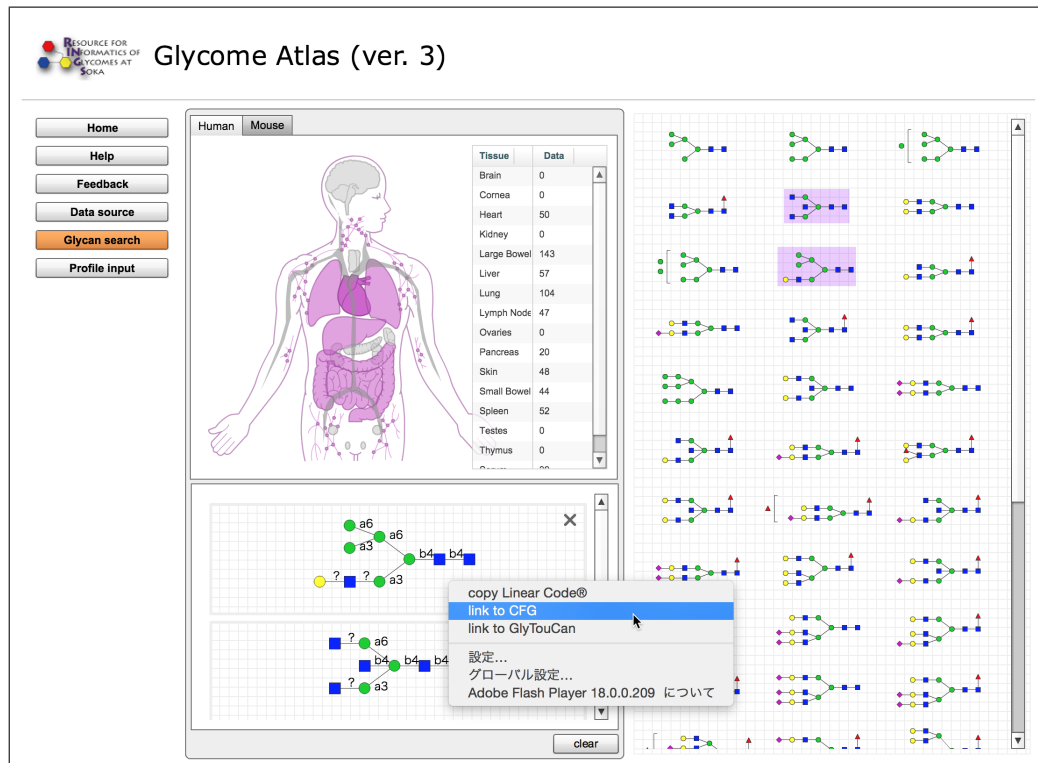 RESOURCE FOR
INFORMATICS OF
GLYCOMES AT
SOKA
Glycome Atlas (ver. 3)
Home
Help
Feedback
Data source
Glycan search
Profile input
Human Mouse
Tissue Data
Brain 0
Cornea 0
Heart 50
Kidney 0
Large Bowel 143
Liver 57
Lung 104
Lymph Node 47
Ovaries 0
Pancreas 20
Skin 48
Small Bowel 44
Spleen 52
Testes 0
Thymus 0
a6
a6
a3
b4 b4
? ? a3
? a6
b4 b4 b4
? a3
copy Linear Code®
link to CFG
link to GlyTouCan
設定...
グローバル設定...
Adobe Flash Player 18.0.0.209 について
clear